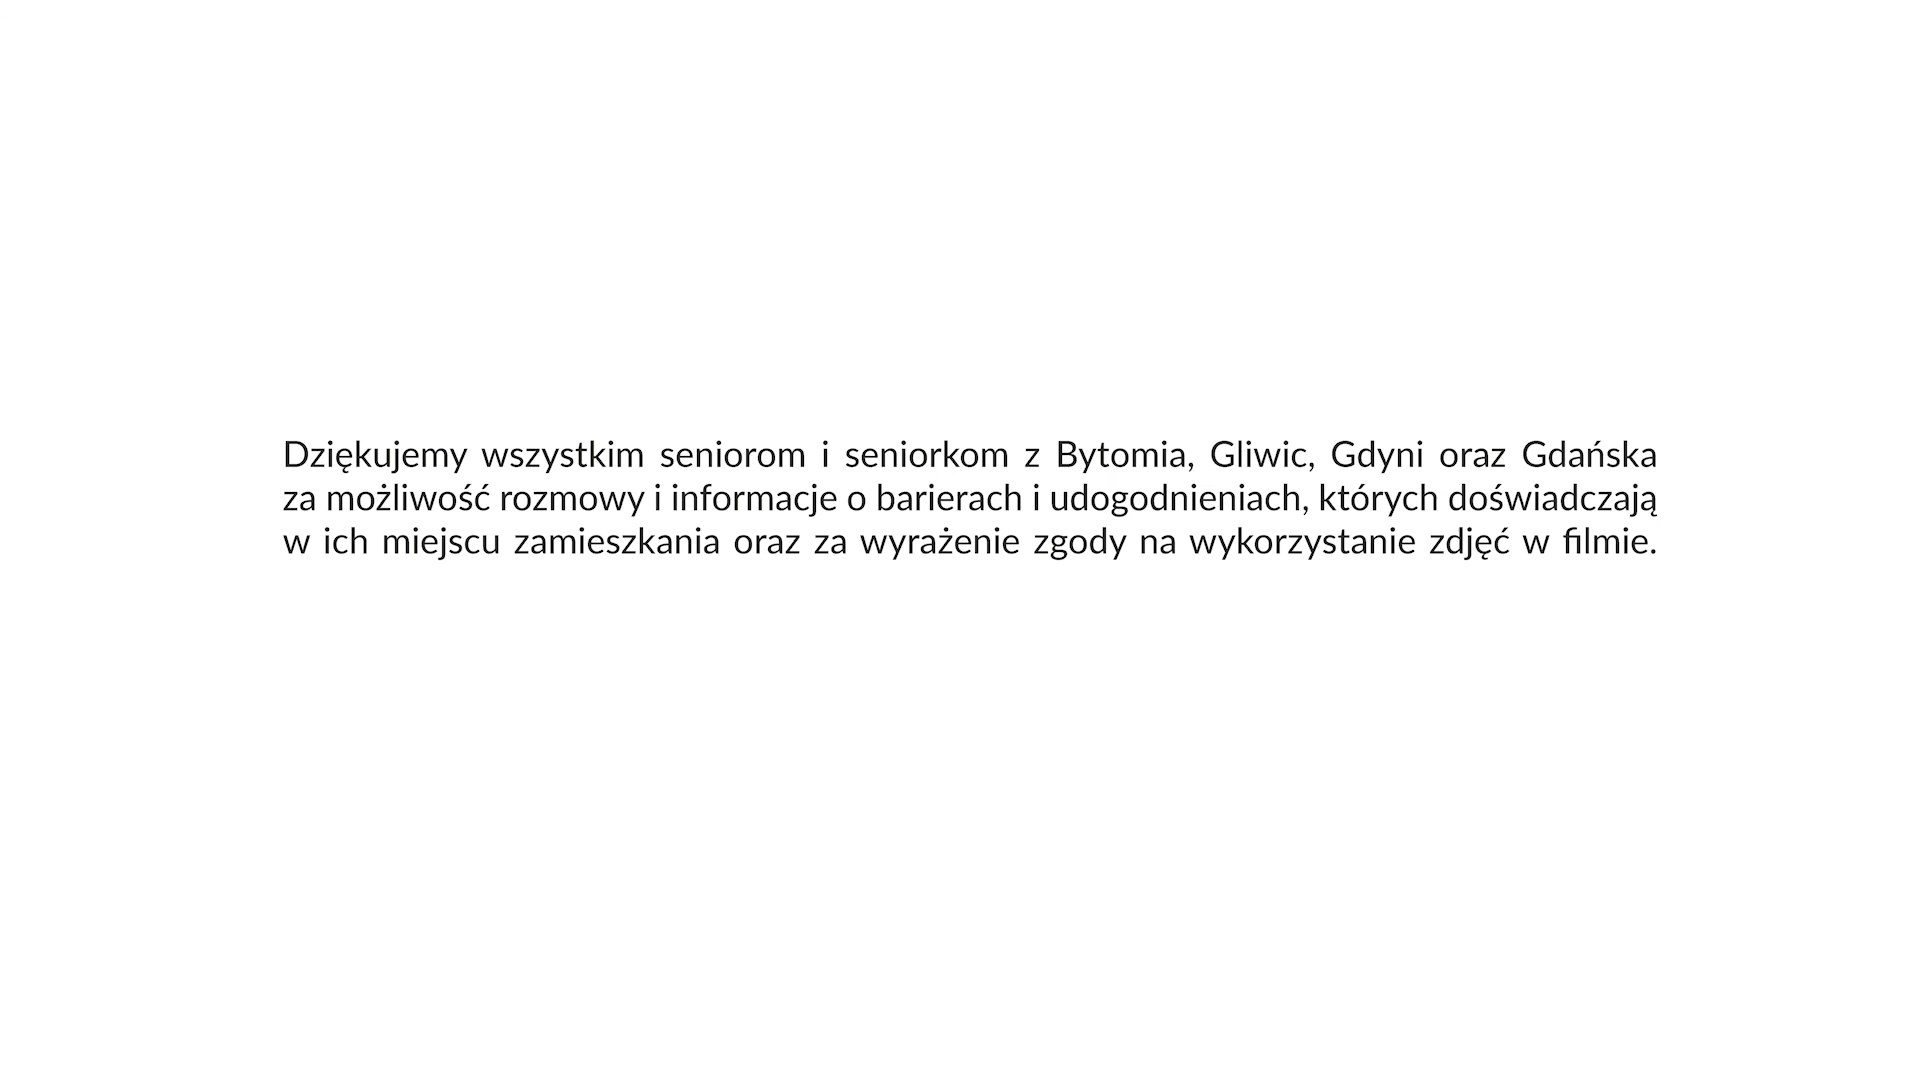 Dziękujemy wszystkim seniorom i seniorkom z Bytomia, Gliwic, Gdyni oraz Gdańska
za możliwość rozmowy i informacje o barierach i udogodnieniach, których doświadczają
w ich miejscu zamieszkania oraz za wyrażenie zgody na wykorzystanie zdjęć w filmie.